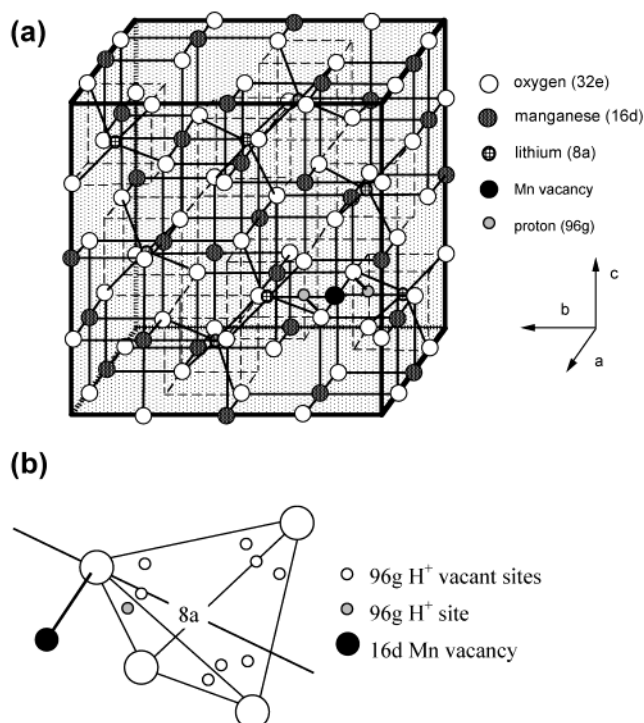 (a)
oxygen (32e)
manganese (16d)
lithium (8a)
Mn vacancy
proton (96g)
c
b
a
(b)
8a
96g H⁺ vacant sites
96g H⁺ site
16d Mn vacancy